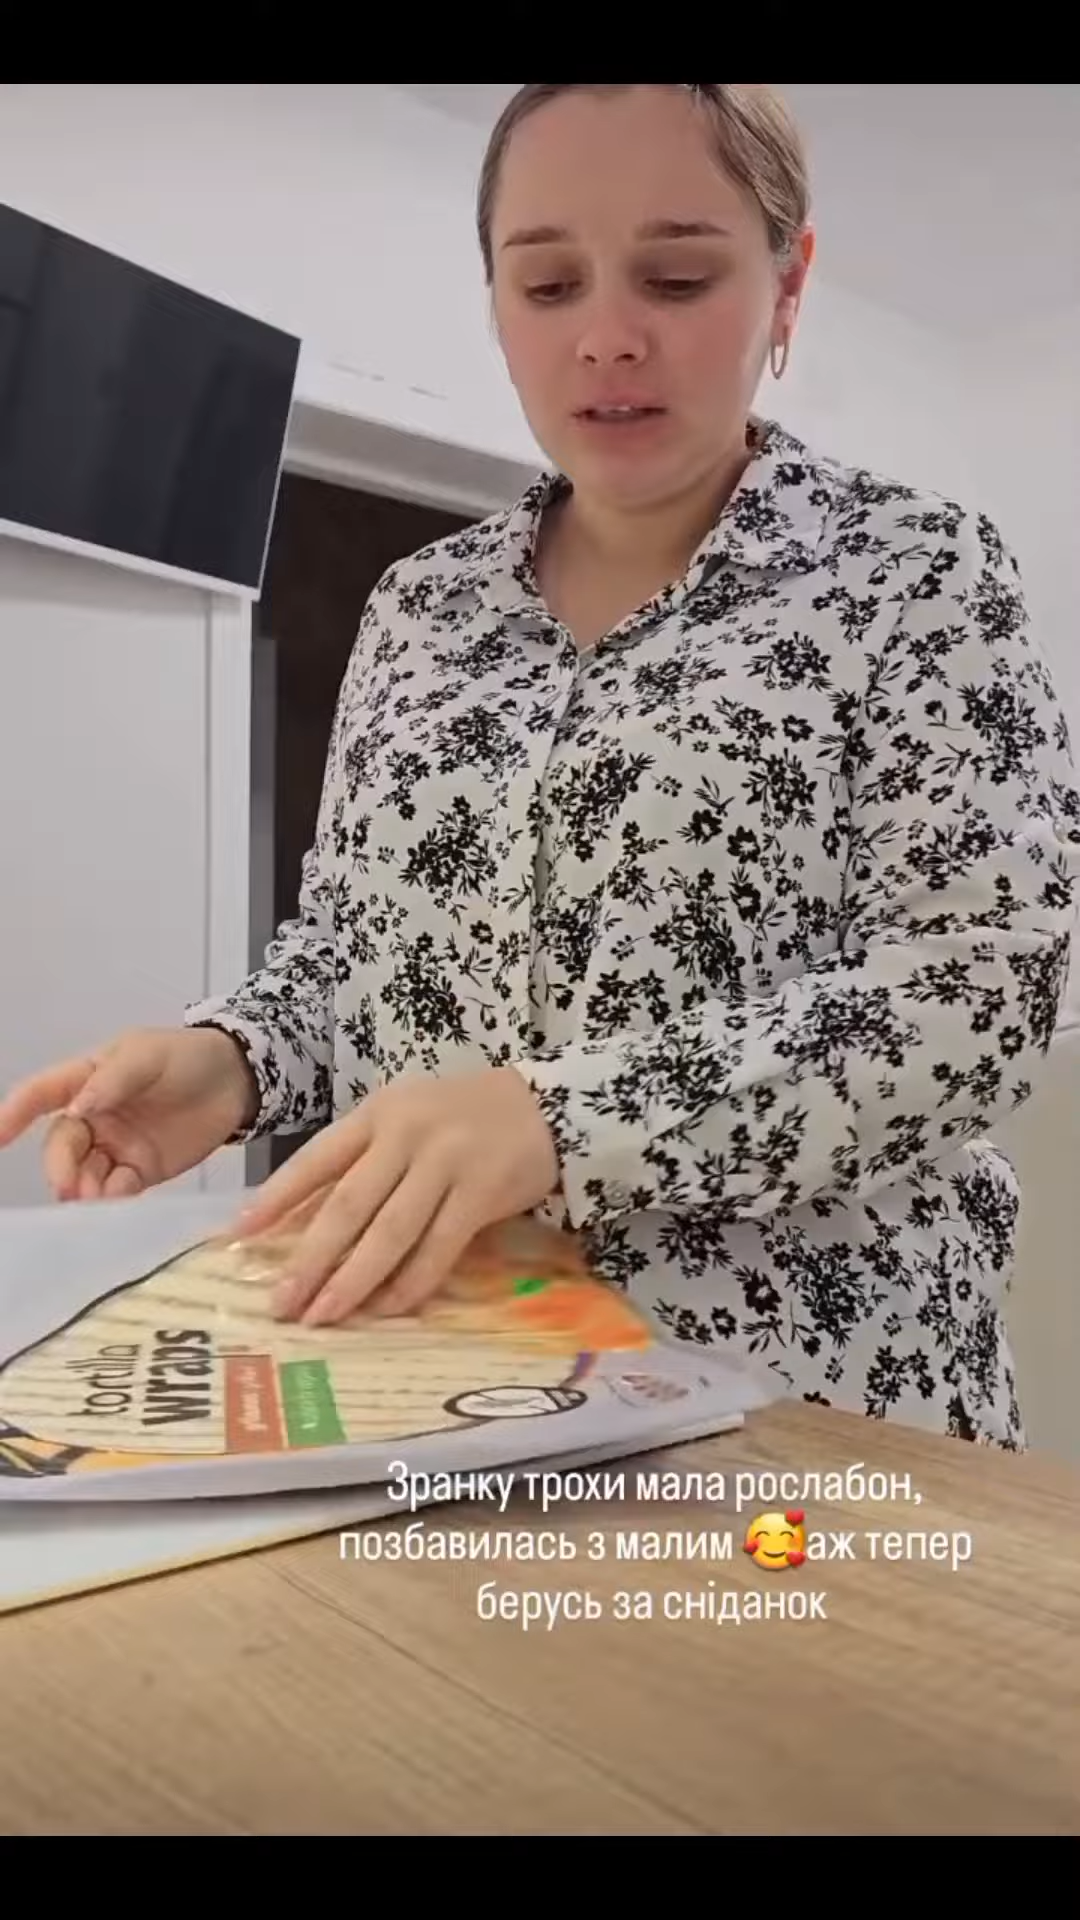 tortilla
wraps
Зранку трохи мала рослабон,
позбавилась з малим 🥰аж тепер
берусь за сніданок